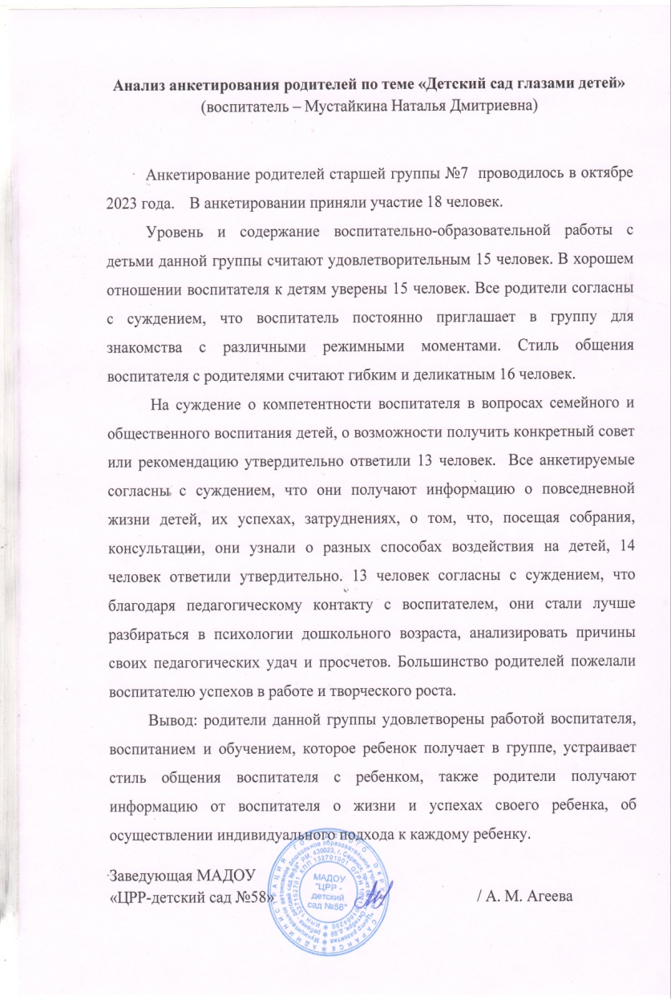 Анализ анкетирования родителей по теме «Детский сад глазами детей»
(воспитатель – Мустайкина Наталья Дмитриевна)
Анкетирование родителей старшей группы №7 проводилось в октябре
2023 года. В анкетировании приняли участие 18 человек.
Уровень и содержание воспитательно-образовательной работы с
детьми данной группы считают удовлетворительным 15 человек. В хорошем
отношении воспитателя к детям уверены 15 человек. Все родители согласны
с суждением, что воспитатель постоянно приглашает в группу для
знакомства с различными режимными моментами. Стиль общения
воспитателя с родителями считают гибким и деликатным 16 человек.
На суждение о компетентности воспитателя в вопросах семейного и
общественного воспитания детей, о возможности получить конкретный совет
или рекомендацию утвердительно ответили 13 человек. Все анкетируемые
согласны с суждением, что они получают информацию о повседневной
жизни детей, их успехах, затруднениях, о том, что, посещая собрания,
консультации, они узнали о разных способах воздействия на детей, 14
человек ответили утвердительно. 13 человек согласны с суждением, что
благодаря педагогическому контакту с воспитателем, они стали лучше
разбираться в психологии дошкольного возраста, анализировать причины
своих педагогических удач и просчетов. Большинство родителей пожелали
воспитателю успехов в работе и творческого роста.
Вывод: родители данной группы удовлетворены работой воспитателя,
воспитанием и обучением, которое ребенок получает в группе, устраивает
стиль общения воспитателя с ребенком, также родители получают
информацию от воспитателя о жизни и успехах своего ребенка, об
осуществлении индивидуального подхода к каждому ребенку.
Заведующая МАДОУ
«ЦРР-детский сад №58» / А. М. Агеева
МАДОУ
"ЦРР -
детский
сад №58"